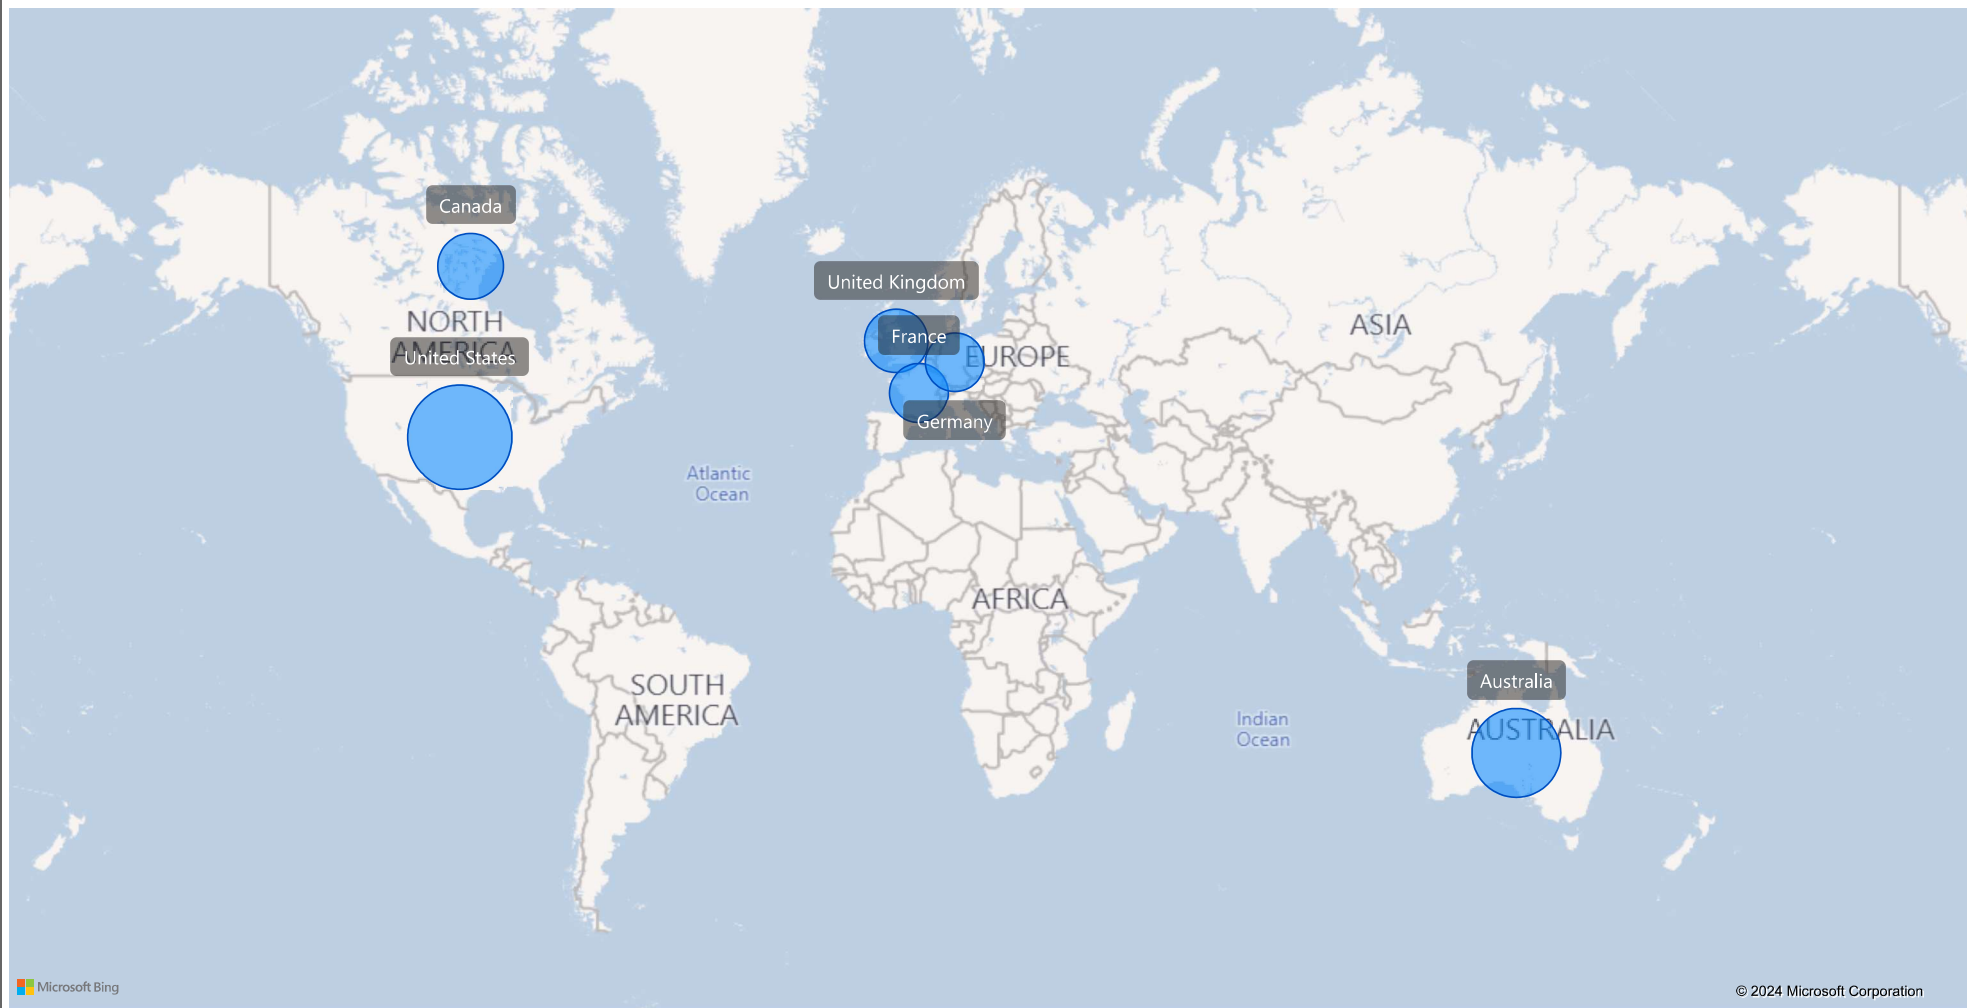 Canada
United Kingdom
NORTH
AMERICA
United States
France
EUROPE
ASIA
Germany
Atlantic
Ocean
AFRICA
SOUTH
AMERICA
Australia
AUSTRALIA
Indian
Ocean
Microsoft Bing
© 2024 Microsoft Corporation